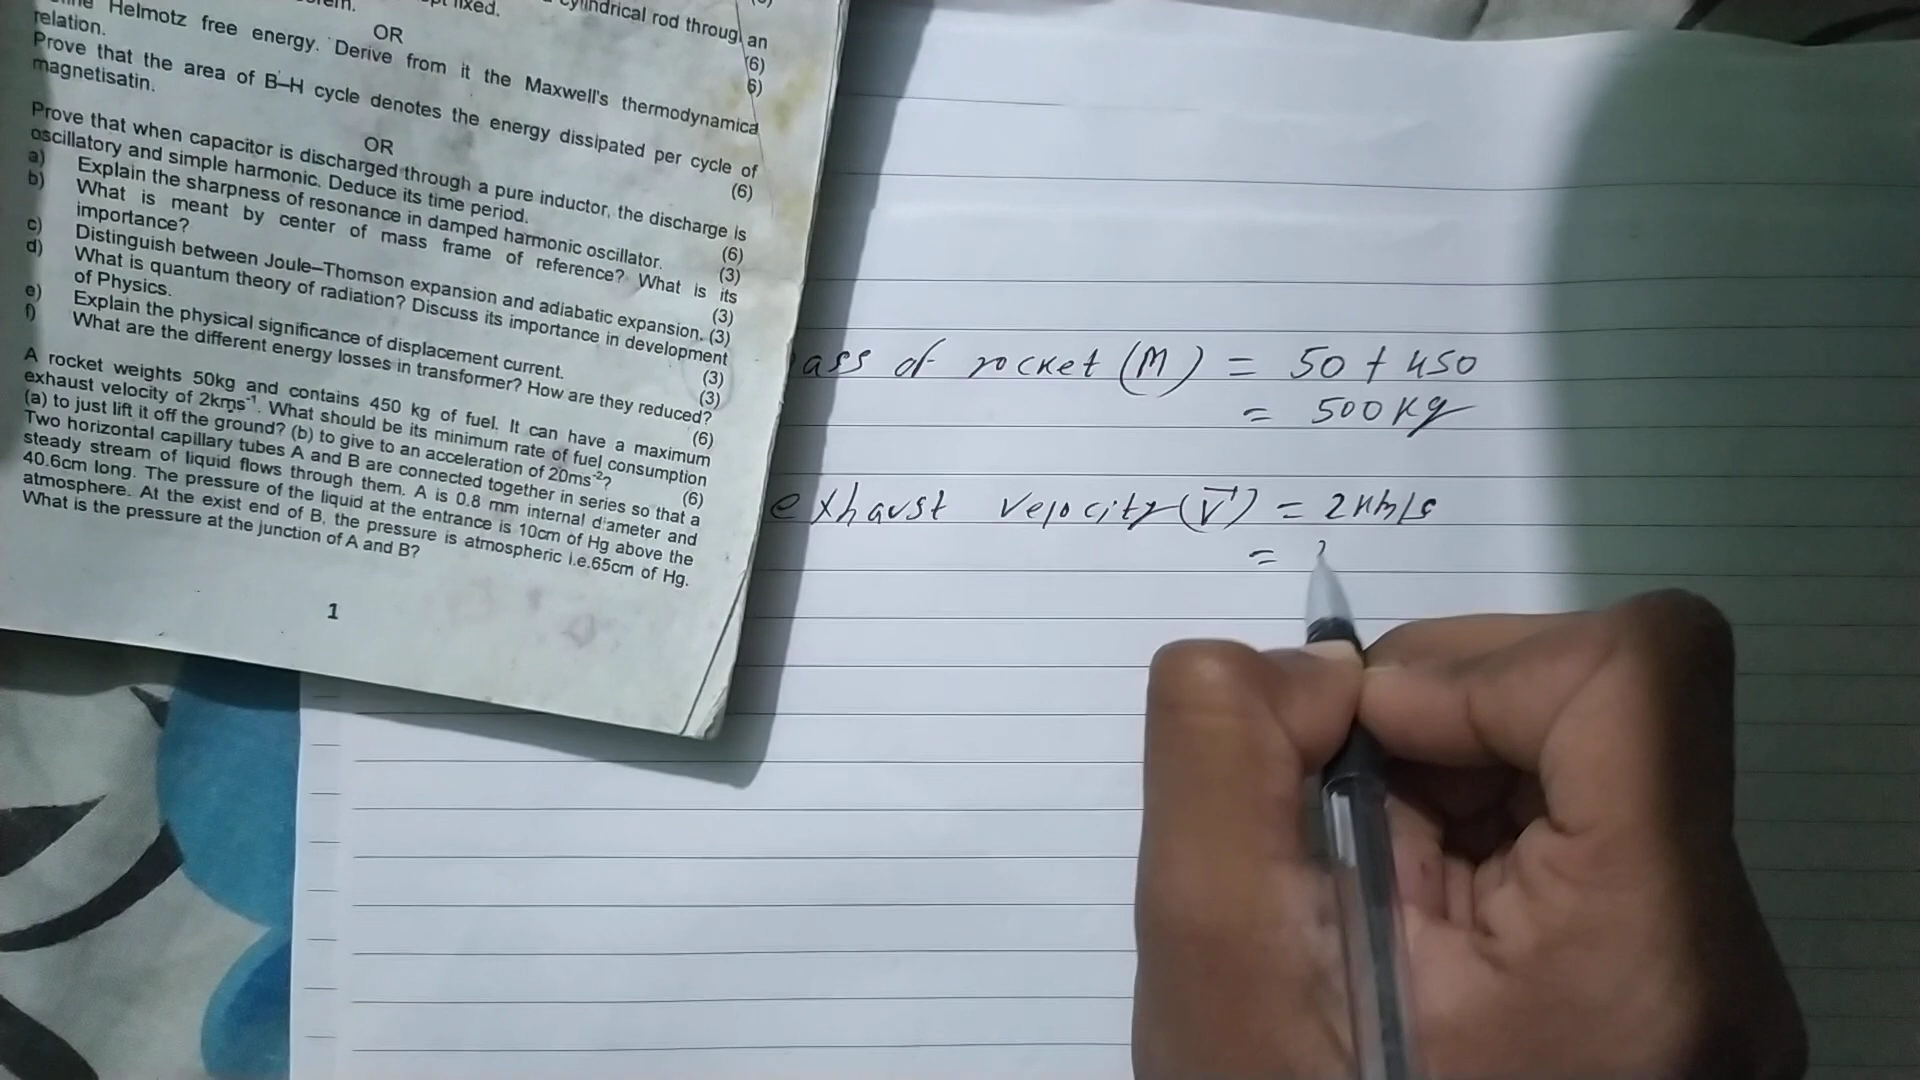 cylindrical rod throug an
fixed. (6)
OR (6)
Helmotz free energy. Derive from it the Maxwell's thermodynamica
relation. 6)
Prove that the area of B–H cycle denotes the energy dissipated per cycle of
magnetisatin. (6)
OR
Prove that when capacitor is discharged through a pure inductor, the discharge is
oscillatory and simple harmonic. Deduce its time period. (6)
a) Explain the sharpness of resonance in damped harmonic oscillator. (3)
b) What is meant by center of mass frame of reference? What is its
importance? (3)
c) Distinguish between Joule–Thomson expansion and adiabatic expansion. (3)
d) What is quantum theory of radiation? Discuss its importance in development
of Physics. (3)
e) Explain the physical significance of displacement current. (3)
f) What are the different energy losses in transformer? How are they reduced?
(6)
A rocket weights 50kg and contains 450 kg of fuel. It can have a maximum
exhaust velocity of 2kms⁻¹. What should be its minimum rate of fuel consumption
(a) to just lift it off the ground? (b) to give to an acceleration of 20ms⁻²? (6)
Two horizontal capillary tubes A and B are connected together in series so that a
steady stream of liquid flows through them. A is 0.8 mm internal diameter and
40.6cm long. The pressure of the liquid at the entrance is 10cm of Hg above the
atmosphere. At the exist end of B, the pressure is atmospheric i.e.65cm of Hg.
What is the pressure at the junction of A and B?
1
ass of rocket (M) = 50 + 450
= 500 kg
exhaust velocity (v⃗) = 2km/s
=